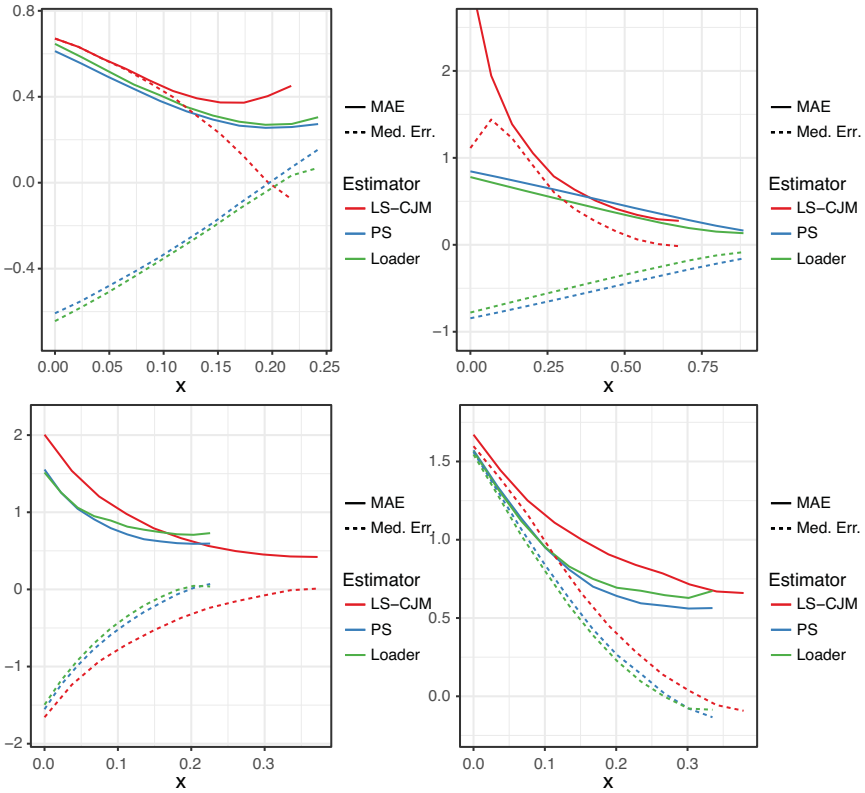 0.8
0.4
0.0
−0.4
0.00 0.05 0.10 0.15 0.20 0.25
x
MAE
Med. Err.
Estimator
LS−CJM
PS
Loader
2
1
0
−1
0.00 0.25 0.50 0.75
x
MAE
Med. Err.
Estimator
LS−CJM
PS
Loader
2
1
0
−1
−2
0.0 0.1 0.2 0.3
x
MAE
Med. Err.
Estimator
LS−CJM
PS
Loader
1.5
1.0
0.5
0.0
0.0 0.1 0.2 0.3
x
MAE
Med. Err.
Estimator
LS−CJM
PS
Loader